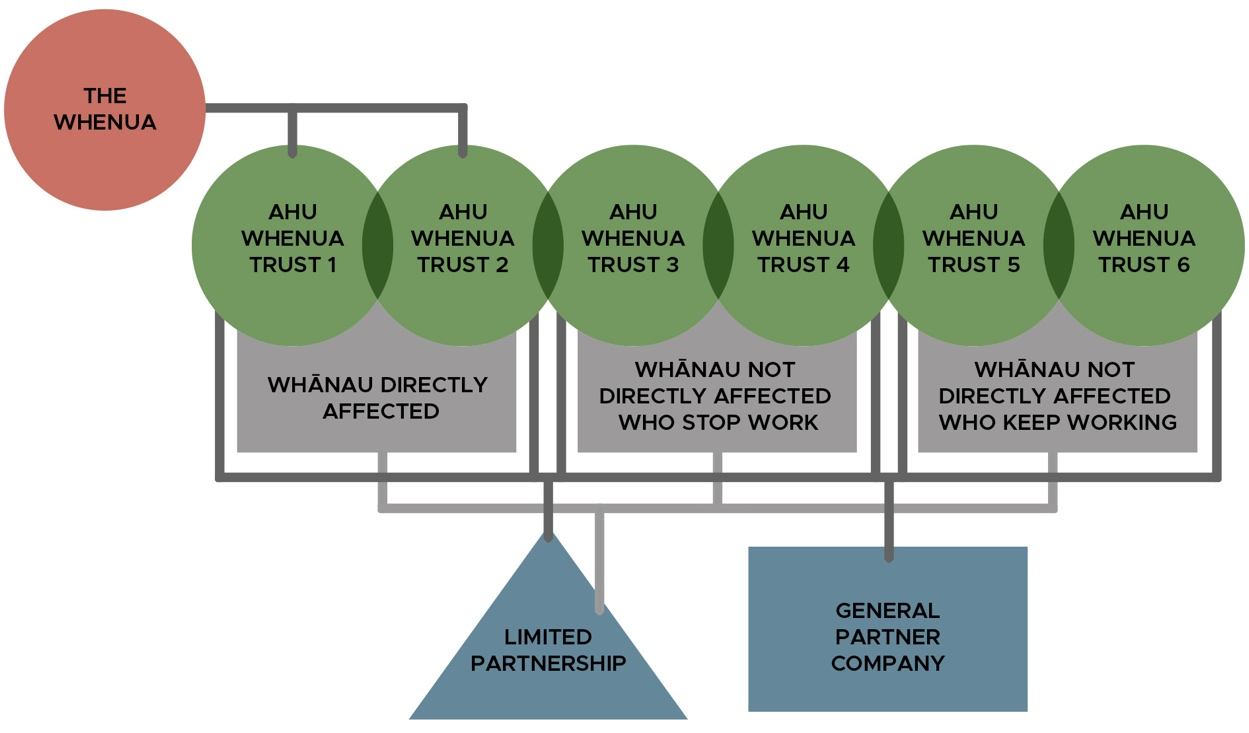 THE
WHENUA
AHU
WHENUA
TRUST 1
AHU
WHENUA
TRUST 2
AHU
WHENUA
TRUST 3
AHU
WHENUA
TRUST 4
AHU
WHENUA
TRUST 5
AHU
WHENUA
TRUST 6
WHĀNAU DIRECTLY
AFFECTED
WHĀNAU NOT
DIRECTLY AFFECTED
WHO STOP WORK
WHĀNAU NOT
DIRECTLY AFFECTED
WHO KEEP WORKING
LIMITED
PARTNERSHIP
GENERAL
PARTNER
COMPANY